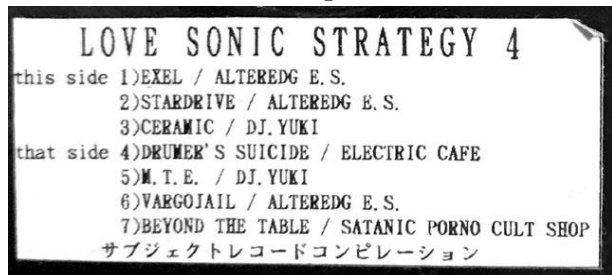 LOVE SONIC STRATEGY 4
this side 1)EXEL / ALTEREDG E.S.
2)STARDRIVE / ALTEREDG E.S.
3)CERAMIC / DJ.YUKI
that side 4)DRUMER'S SUICIDE / ELECTRIC CAFE
5)M.T.E. / DJ.YUKI
6)VARGOJAIL / ALTEREDG E.S.
7)BEYOND THE TABLE / SATANIC PORNO CULT SHOP
サブジェクトレコードコンピレーション